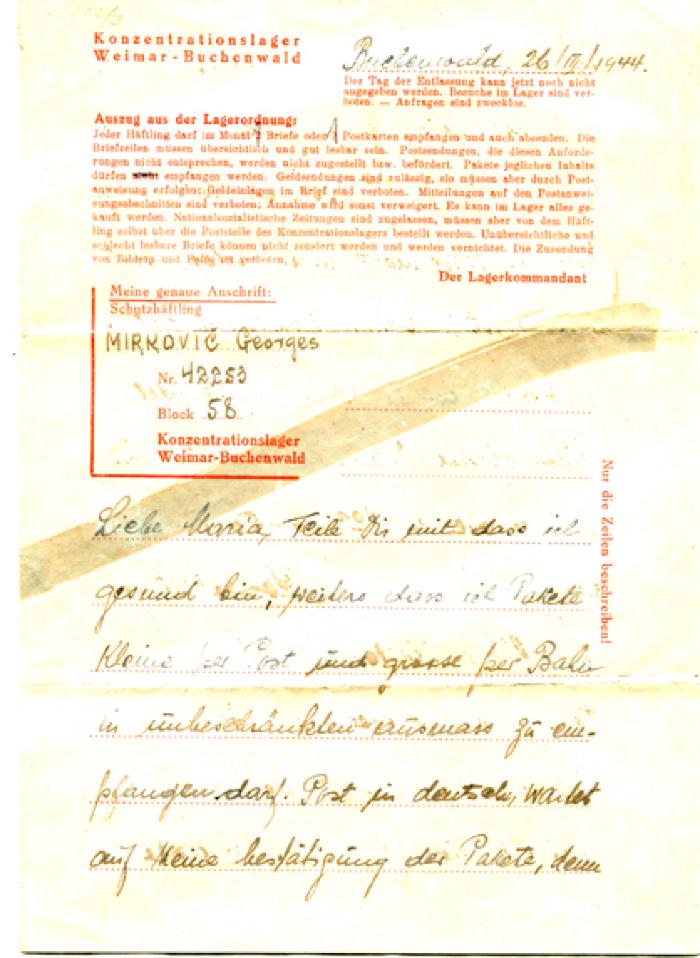 Konzentrationslager
Weimar-Buchenwald
Buchenwald, 26/III/1944.
Der Tag der Entlassung kann jetzt noch nicht
angegeben werden. Besuche im Lager sind ver-
boten. — Anfragen sind zwecklos.
Auszug aus der Lagerordnung:
Jeder Häftling darf im Monat Briefe oder 1 Postkarten empfangen und auch absenden. Die
Briefzeilen müssen übersichtlich und gut lesbar sein. Postsendungen, die diesen Anforde-
rungen nicht entsprechen, werden nicht zugestellt bzw. befördert. Pakete jeglichen Inhalts
dürfen empfangen werden. Geldsendungen sind zulässig, sie müssen aber durch Post-
anweisung erfolgen; Geldeinlagen im Brief sind verboten. Mitteilungen auf den Postanwei-
sungsabschnitten sind verboten; Annahme wird sonst verweigert. Es kann im Lager alles ge-
kauft werden. Nationalsozialistische Zeitungen sind zugelassen, müssen aber von dem Häft-
ling selbst über die Poststelle des Konzentrationslagers bestellt werden. Unübersichtliche und
schlecht lesbare Briefe können nicht zensiert werden und werden vernichtet. Die Zusendung
von Bildern und Fotos ist verboten.
Der Lagerkommandant
Meine genaue Anschrift:
Schutzhäftling
MIRKOVIĆ Georges
Nr. 42253
Block 58
Konzentrationslager
Weimar-Buchenwald
Nur die Zeilen beschreiben!
Liebe Maria, Teile Dir mit dass ich
gesund bin, weiters dass ich Pakete
Kleine per Post und grosse per Bahn
in unbeschränkten ausmass zu em-
pfangen darf. Post in deutsch, wartet
auf keine bestätigung der Pakete, denn